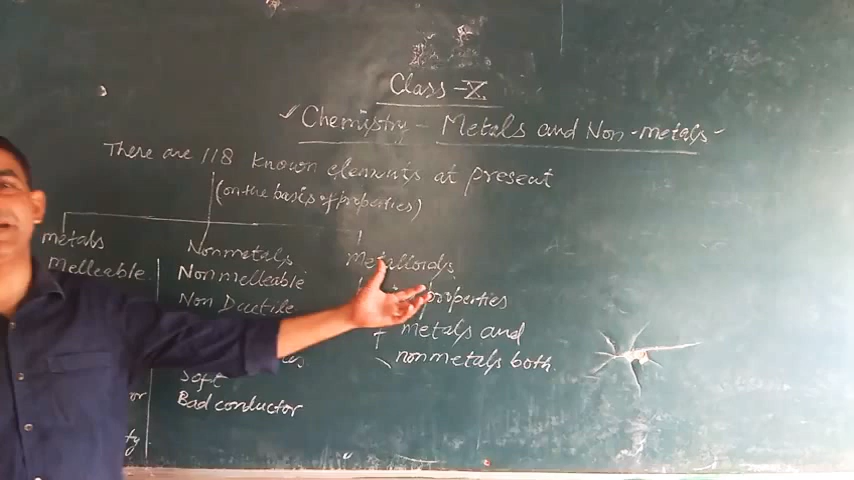 Class - X
Chemistry - Metals and Non-metals -
There are 118 known elements at present
(on the basis of properties)
metals
Melleable
Nonmetals
Nonmelleable
Non Ductile
Soft
Bad conductor
Metalloids
properties
metals and
nonmetals both.